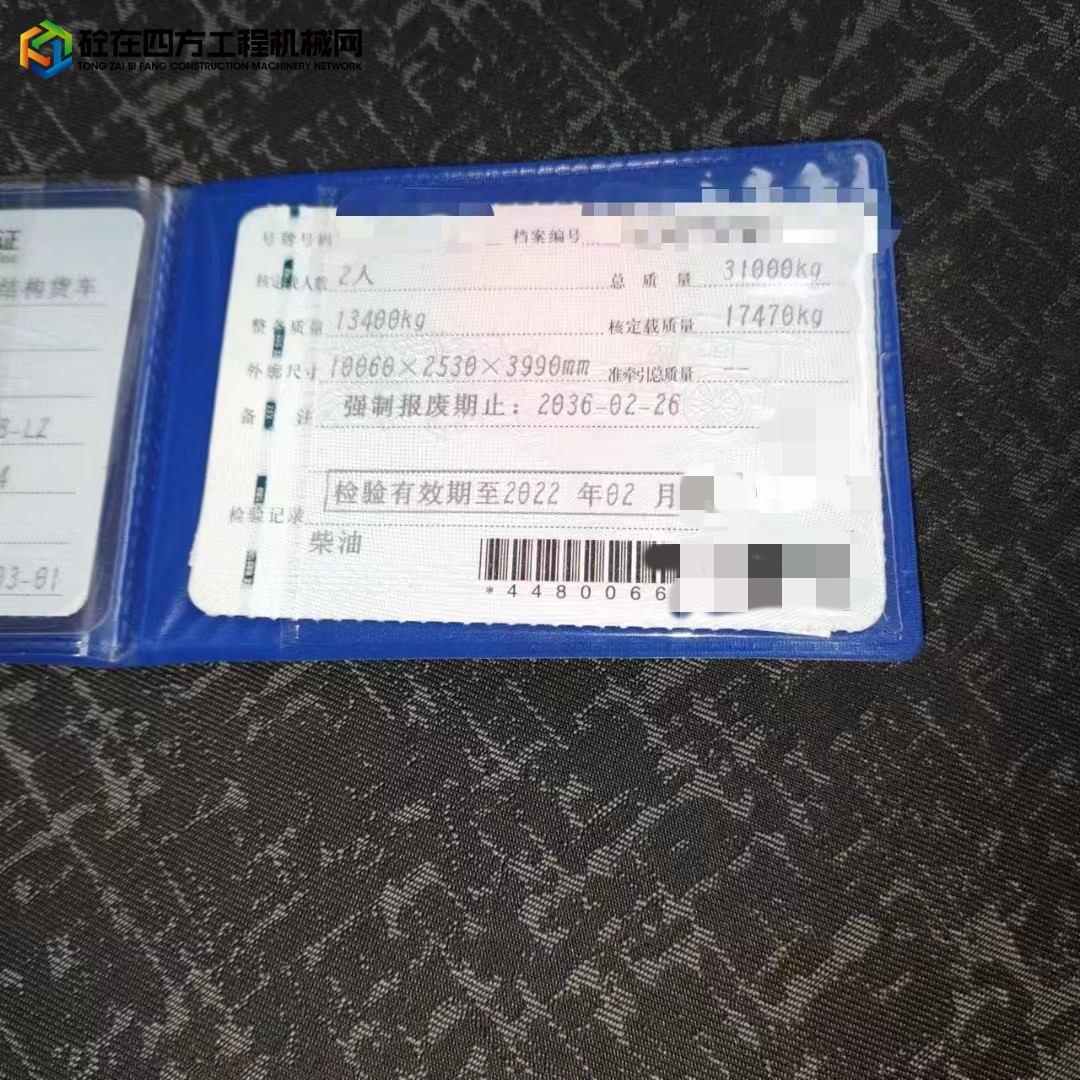 砼在四方工程机械网
TONG ZAI SI FANG CONSTRUCTION MACHINERY NETWORK
证
结构货车
B-LZ
4
03-01
号牌号码 档案编号
核定载人数 2人 总质量 31000kg
整备质量 13400kg 核定载质量 17470kg
外廓尺寸 10060×2530×3990mm 准牵引总质量 --
备注 强制报废期止：2036-02-26
检验有效期至2022 年02 月
检验记录
柴油
*4480066